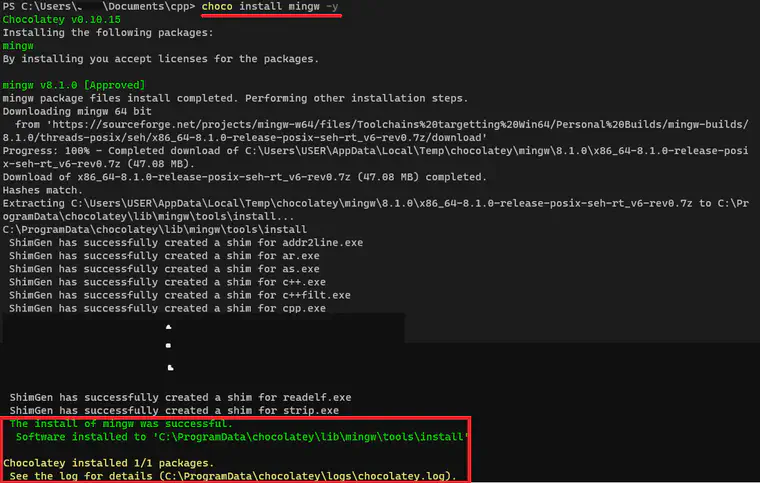 PS C:\Users\ \Documents\cpp> choco install mingw -y
Chocolatey v0.10.15
Installing the following packages:
mingw
By installing you accept licenses for the packages.
mingw v8.1.0 [Approved]
mingw package files install completed. Performing other installation steps.
Downloading mingw 64 bit
from 'https://sourceforge.net/projects/mingw-w64/files/Toolchains%20targetting%20Win64/Personal%20Builds/mingw-builds/
8.1.0/threads-posix/seh/x86_64-8.1.0-release-posix-seh-rt_v6-rev0.7z/download'
Progress: 100% - Completed download of C:\Users\USER\AppData\Local\Temp\chocolatey\mingw\8.1.0\x86_64-8.1.0-release-posi
x-seh-rt_v6-rev0.7z (47.08 MB).
Download of x86_64-8.1.0-release-posix-seh-rt_v6-rev0.7z (47.08 MB) completed.
Hashes match.
Extracting C:\Users\USER\AppData\Local\Temp\chocolatey\mingw\8.1.0\x86_64-8.1.0-release-posix-seh-rt_v6-rev0.7z to C:\Pr
ogramData\chocolatey\lib\mingw\tools\install...
C:\ProgramData\chocolatey\lib\mingw\tools\install
ShimGen has successfully created a shim for addr2line.exe
ShimGen has successfully created a shim for ar.exe
ShimGen has successfully created a shim for as.exe
ShimGen has successfully created a shim for c++.exe
ShimGen has successfully created a shim for c++filt.exe
ShimGen has successfully created a shim for cpp.exe
ShimGen has successfully created a shim for readelf.exe
ShimGen has successfully created a shim for strip.exe
The install of mingw was successful.
Software installed to 'C:\ProgramData\chocolatey\lib\mingw\tools\install'
Chocolatey installed 1/1 packages.
See the log for details (C:\ProgramData\chocolatey\logs\chocolatey.log).